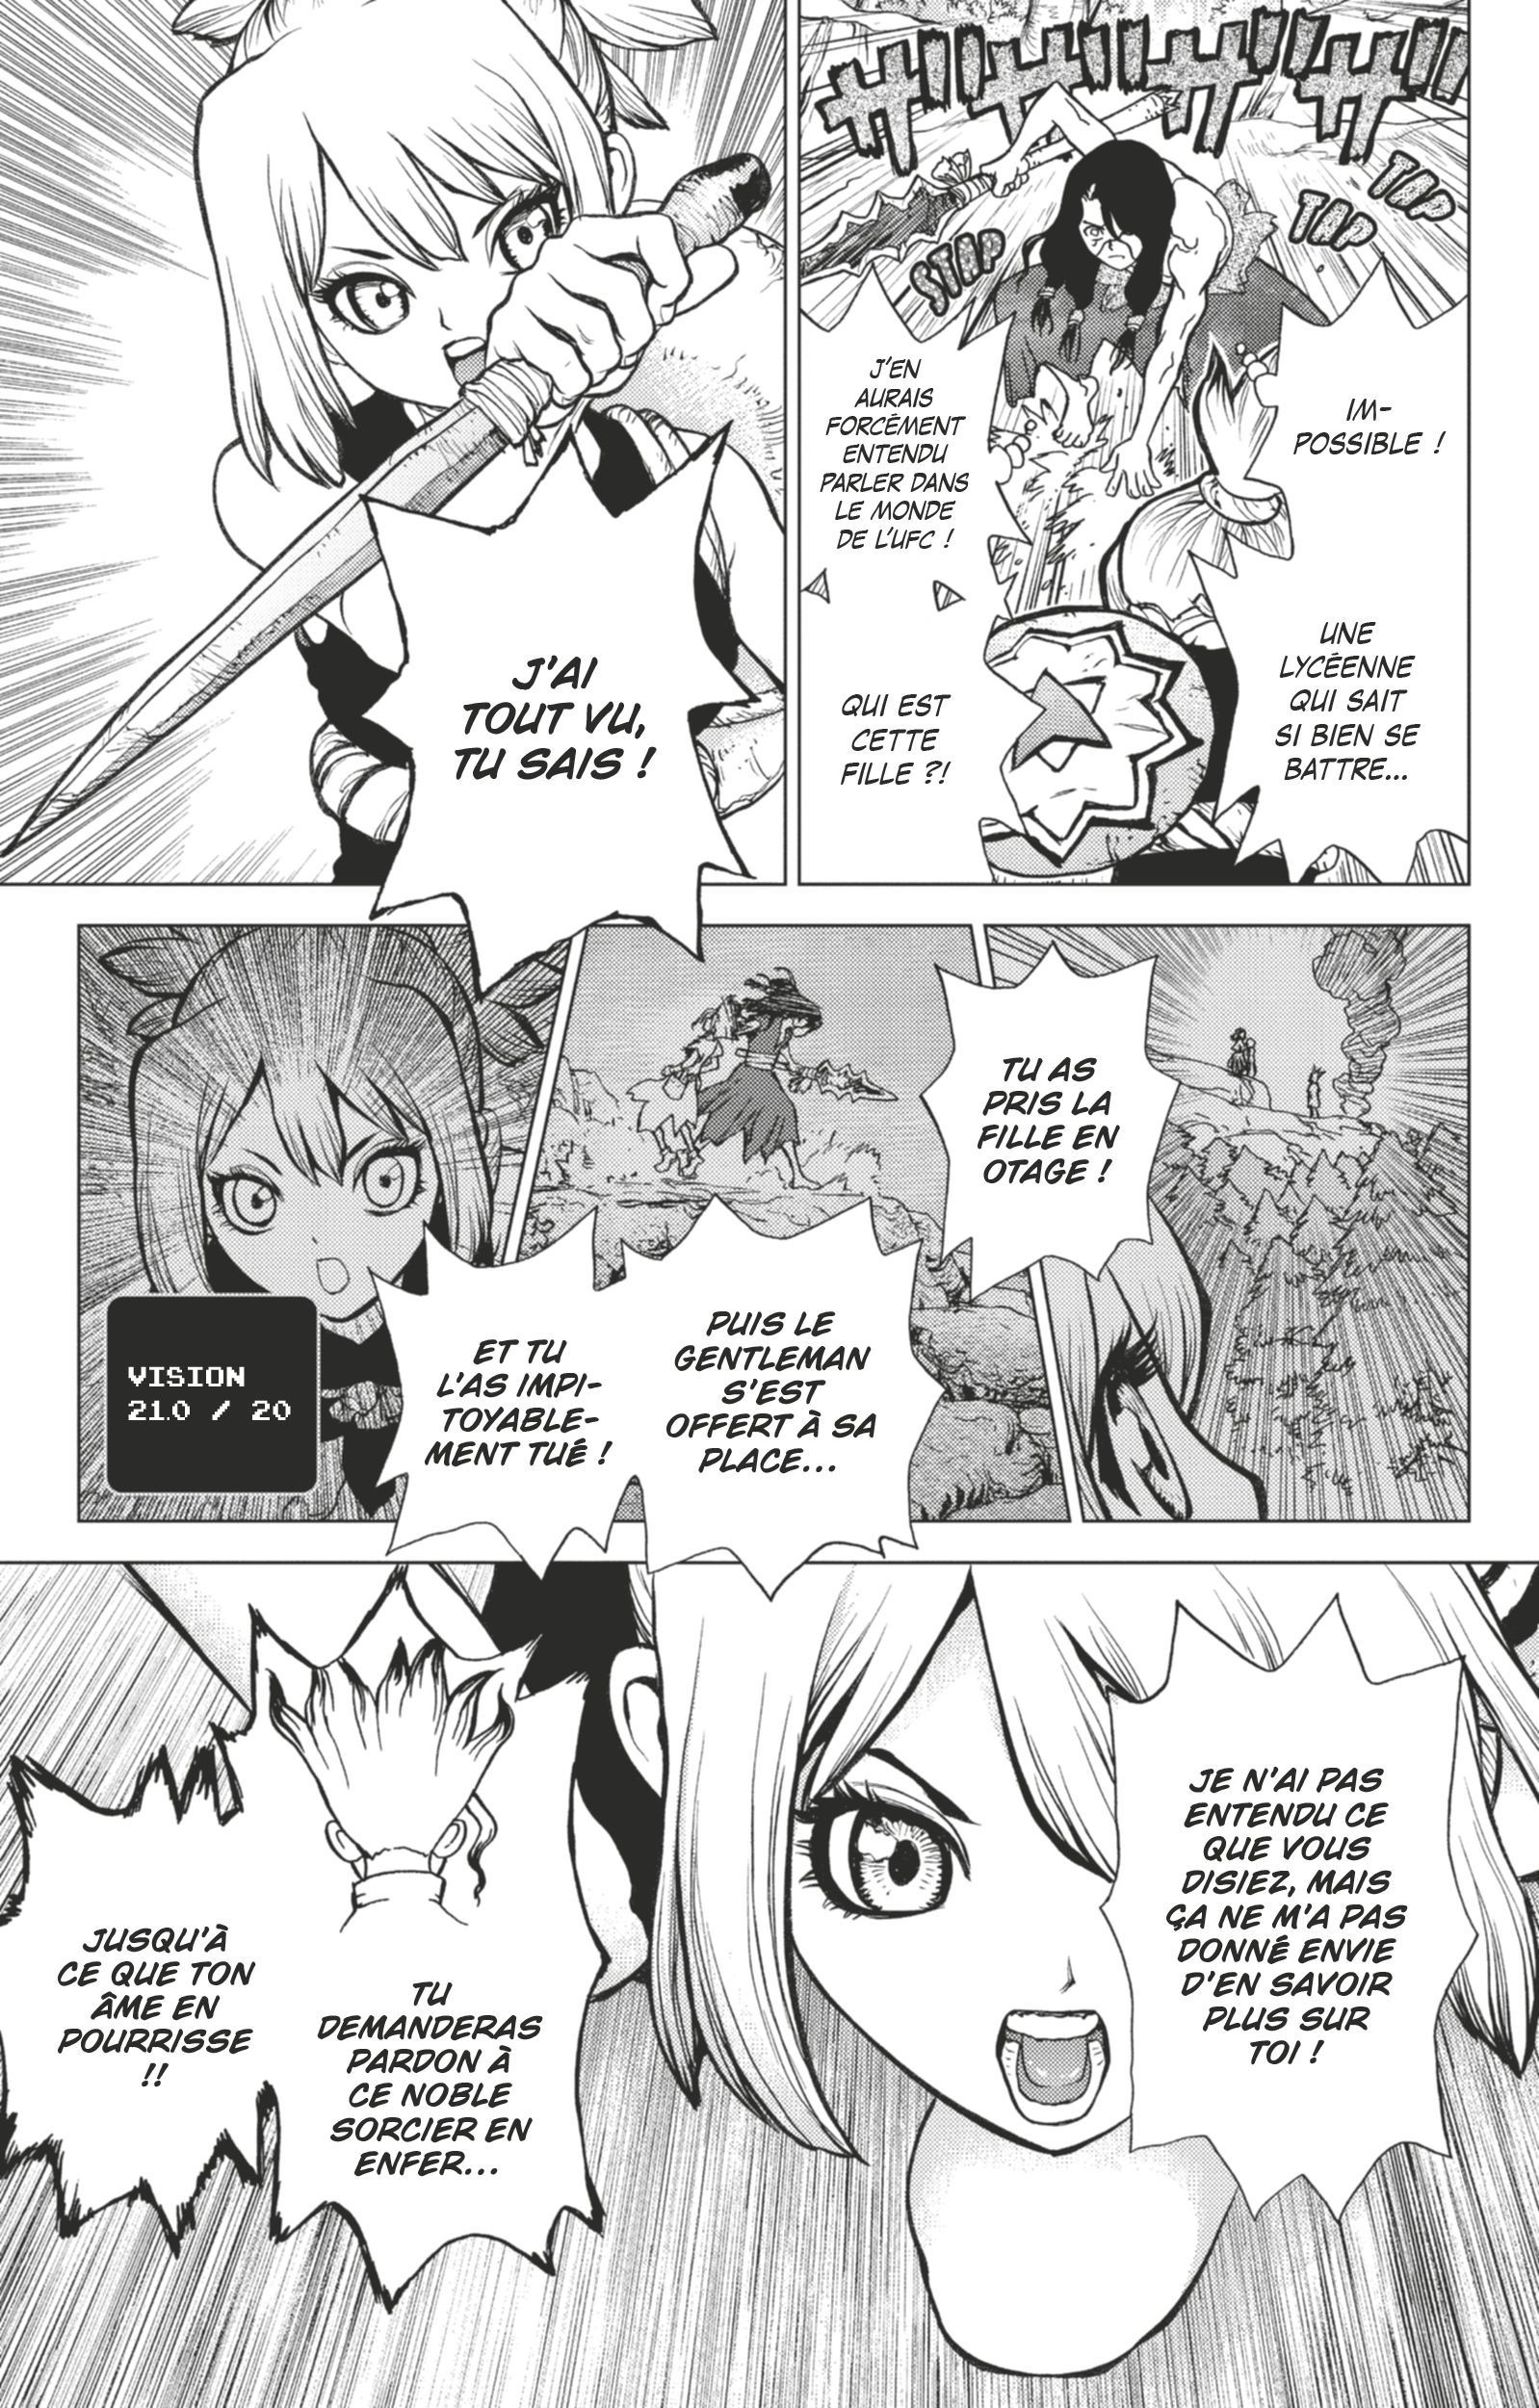 ザザザザ
TAP
TAP
STAP
IM-
POSSIBLE !
UNE
LYCÉENNE
QUI SAIT
SI BIEN SE
BATTRE...
J'EN
AURAIS
FORCÉMENT
ENTENDU
PARLER DANS
LE MONDE
DE L'UFC !
QUI EST
CETTE
FILLE ?!
J'AI
TOUT VU,
TU SAIS !
TU AS
PRIS LA
FILLE EN
OTAGE !
PUIS LE
GENTLEMAN
S'EST
OFFERT À SA
PLACE...
ET TU
L'AS IMPI-
TOYABLE-
MENT TUÉ !
VISION
21.0 / 20
JE N'AI PAS
ENTENDU CE
QUE VOUS
DISIEZ, MAIS
ÇA NE M'A PAS
DONNÉ ENVIE
D'EN SAVOIR
PLUS SUR
TOI !
TU
DEMANDERAS
PARDON À
CE NOBLE
SORCIER EN
ENFER...
JUSQU'À
CE QUE TON
ÂME EN
POURRISSE
!!